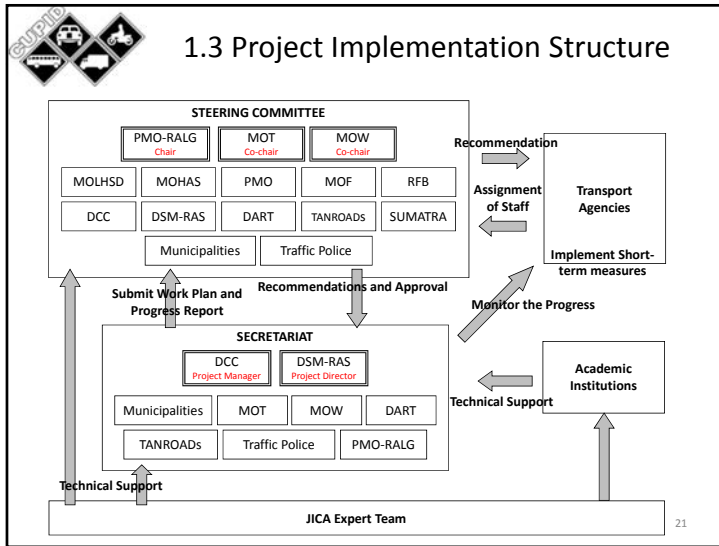 CUPID
1.3 Project Implementation Structure
STEERING COMMITTEE
PMO-RALG
Chair
MOT
Co-chair
MOW
Co-chair
MOLHSD
MOHAS
PMO
MOF
RFB
DCC
DSM-RAS
DART
TANROADs
SUMATRA
Municipalities
Traffic Police
Recommendation
Assignment
of Staff
Transport
Agencies
Implement Short-
term measures
Submit Work Plan and
Progress Report
Recommendations and Approval
Monitor the Progress
SECRETARIAT
DCC
Project Manager
DSM-RAS
Project Director
Municipalities
MOT
MOW
DART
TANROADs
Traffic Police
PMO-RALG
Technical Support
Academic
Institutions
Technical Support
JICA Expert Team
21